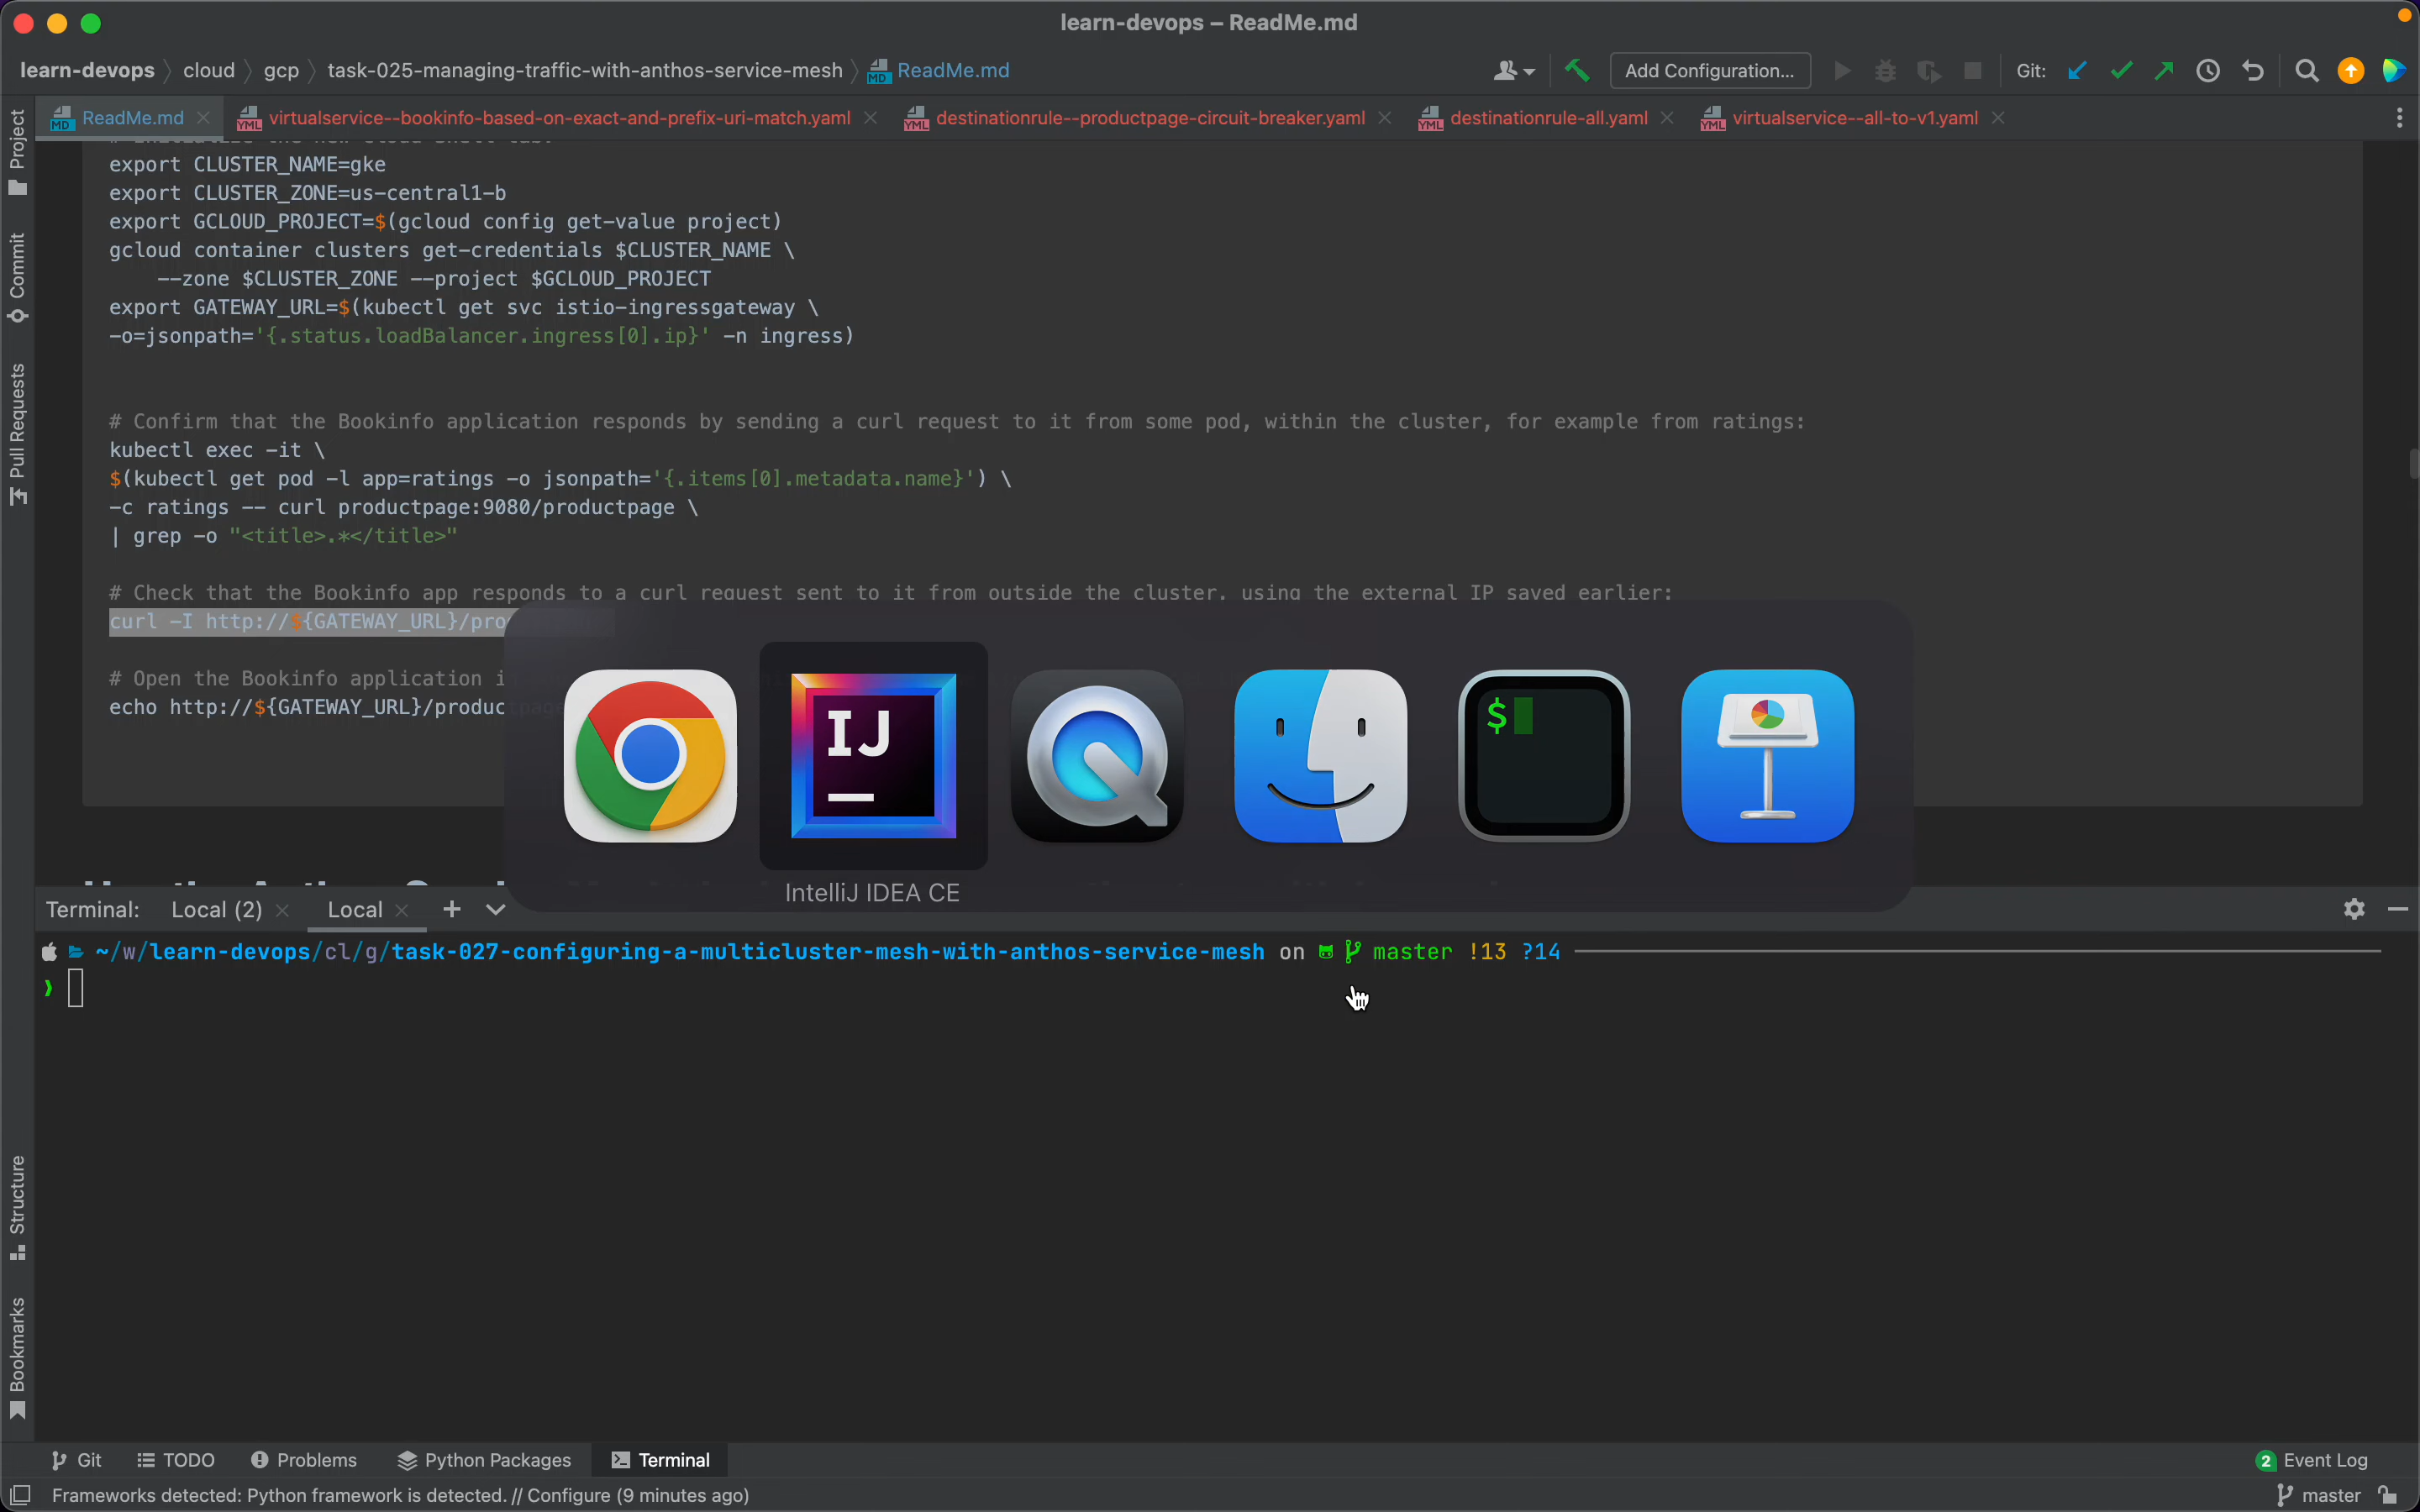 learn-devops – ReadMe.md
learn-devops cloud gcp task-025-managing-traffic-with-anthos-service-mesh ReadMe.md
Add Configuration... Git:
ReadMe.md virtualservice--bookinfo-based-on-exact-and-prefix-uri-match.yaml destinationrule--productpage-circuit-breaker.yaml destinationrule-all.yaml virtualservice--all-to-v1.yaml
Project
Commit
Pull Requests
export CLUSTER_NAME=gke
export CLUSTER_ZONE=us-central1-b
export GCLOUD_PROJECT=$(gcloud config get-value project)
gcloud container clusters get-credentials $CLUSTER_NAME \
--zone $CLUSTER_ZONE --project $GCLOUD_PROJECT
export GATEWAY_URL=$(kubectl get svc istio-ingressgateway \
-o=jsonpath='{.status.loadBalancer.ingress[0].ip}' -n ingress)
# Confirm that the Bookinfo application responds by sending a curl request to it from some pod, within the cluster, for example from ratings:
kubectl exec -it \
$(kubectl get pod -l app=ratings -o jsonpath='{.items[0].metadata.name}') \
-c ratings -- curl productpage:9080/productpage \
| grep -o "<title>.*</title>"
# Check that the Bookinfo app responds to a curl request sent to it from outside the cluster, using the external IP saved earlier:
curl -I http://${GATEWAY_URL}/pro
# Open the Bookinfo application i
echo http://${GATEWAY_URL}/productpage
IJ
$
IntelliJ IDEA CE
Terminal: Local (2) Local
~/w/learn-devops/cl/g/task-027-configuring-a-multicluster-mesh-with-anthos-service-mesh on master !13 ?14
❯
Structure
Bookmarks
Git TODO Problems Python Packages Terminal 2 Event Log
Frameworks detected: Python framework is detected. // Configure (9 minutes ago) master